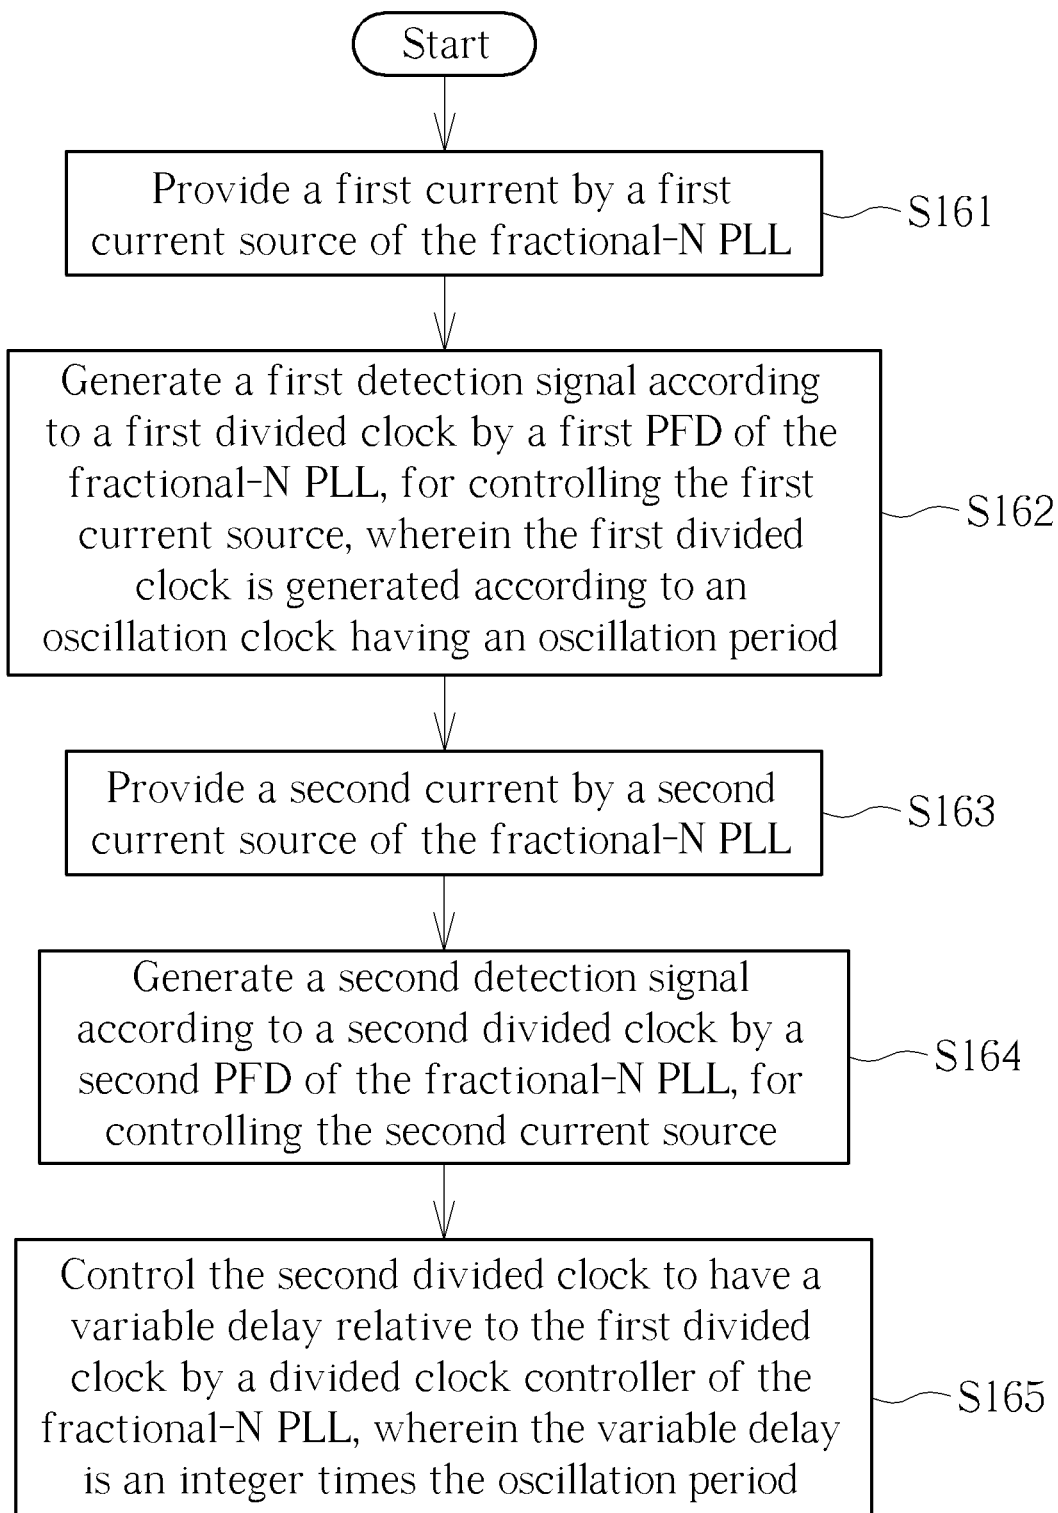 Start
Provide a first current by a first
current source of the fractional-N PLL
S161
Generate a first detection signal according
to a first divided clock by a first PFD of the
fractional-N PLL, for controlling the first
current source, wherein the first divided
clock is generated according to an
oscillation clock having an oscillation period
S162
Provide a second current by a second
current source of the fractional-N PLL
S163
Generate a second detection signal
according to a second divided clock by a
second PFD of the fractional-N PLL, for
controlling the second current source
S164
Control the second divided clock to have a
variable delay relative to the first divided
clock by a divided clock controller of the
fractional-N PLL, wherein the variable delay
is an integer times the oscillation period
S165